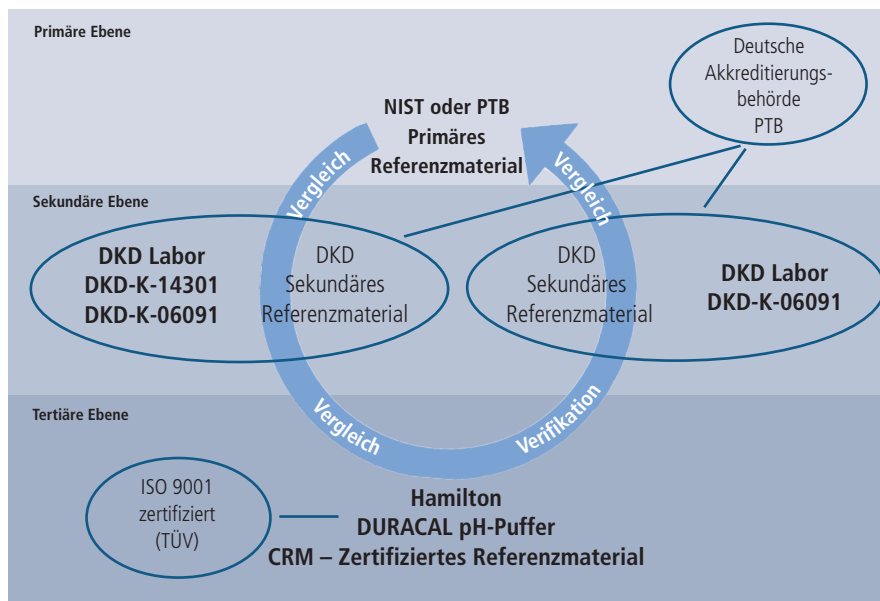 Primäre Ebene
Deutsche
Akkreditierungs-
behörde
PTB
NIST oder PTB
Primäres
Referenzmaterial
Vergleich
Vergleich
Sekundäre Ebene
DKD Labor
DKD-K-14301
DKD-K-06091
DKD
Sekundäres
Referenzmaterial
DKD
Sekundäres
Referenzmaterial
DKD Labor
DKD-K-06091
Tertiäre Ebene
Vergleich
Verifikation
ISO 9001
zertifiziert
(TÜV)
Hamilton
DURACAL pH-Puffer
CRM – Zertifiziertes Referenzmaterial